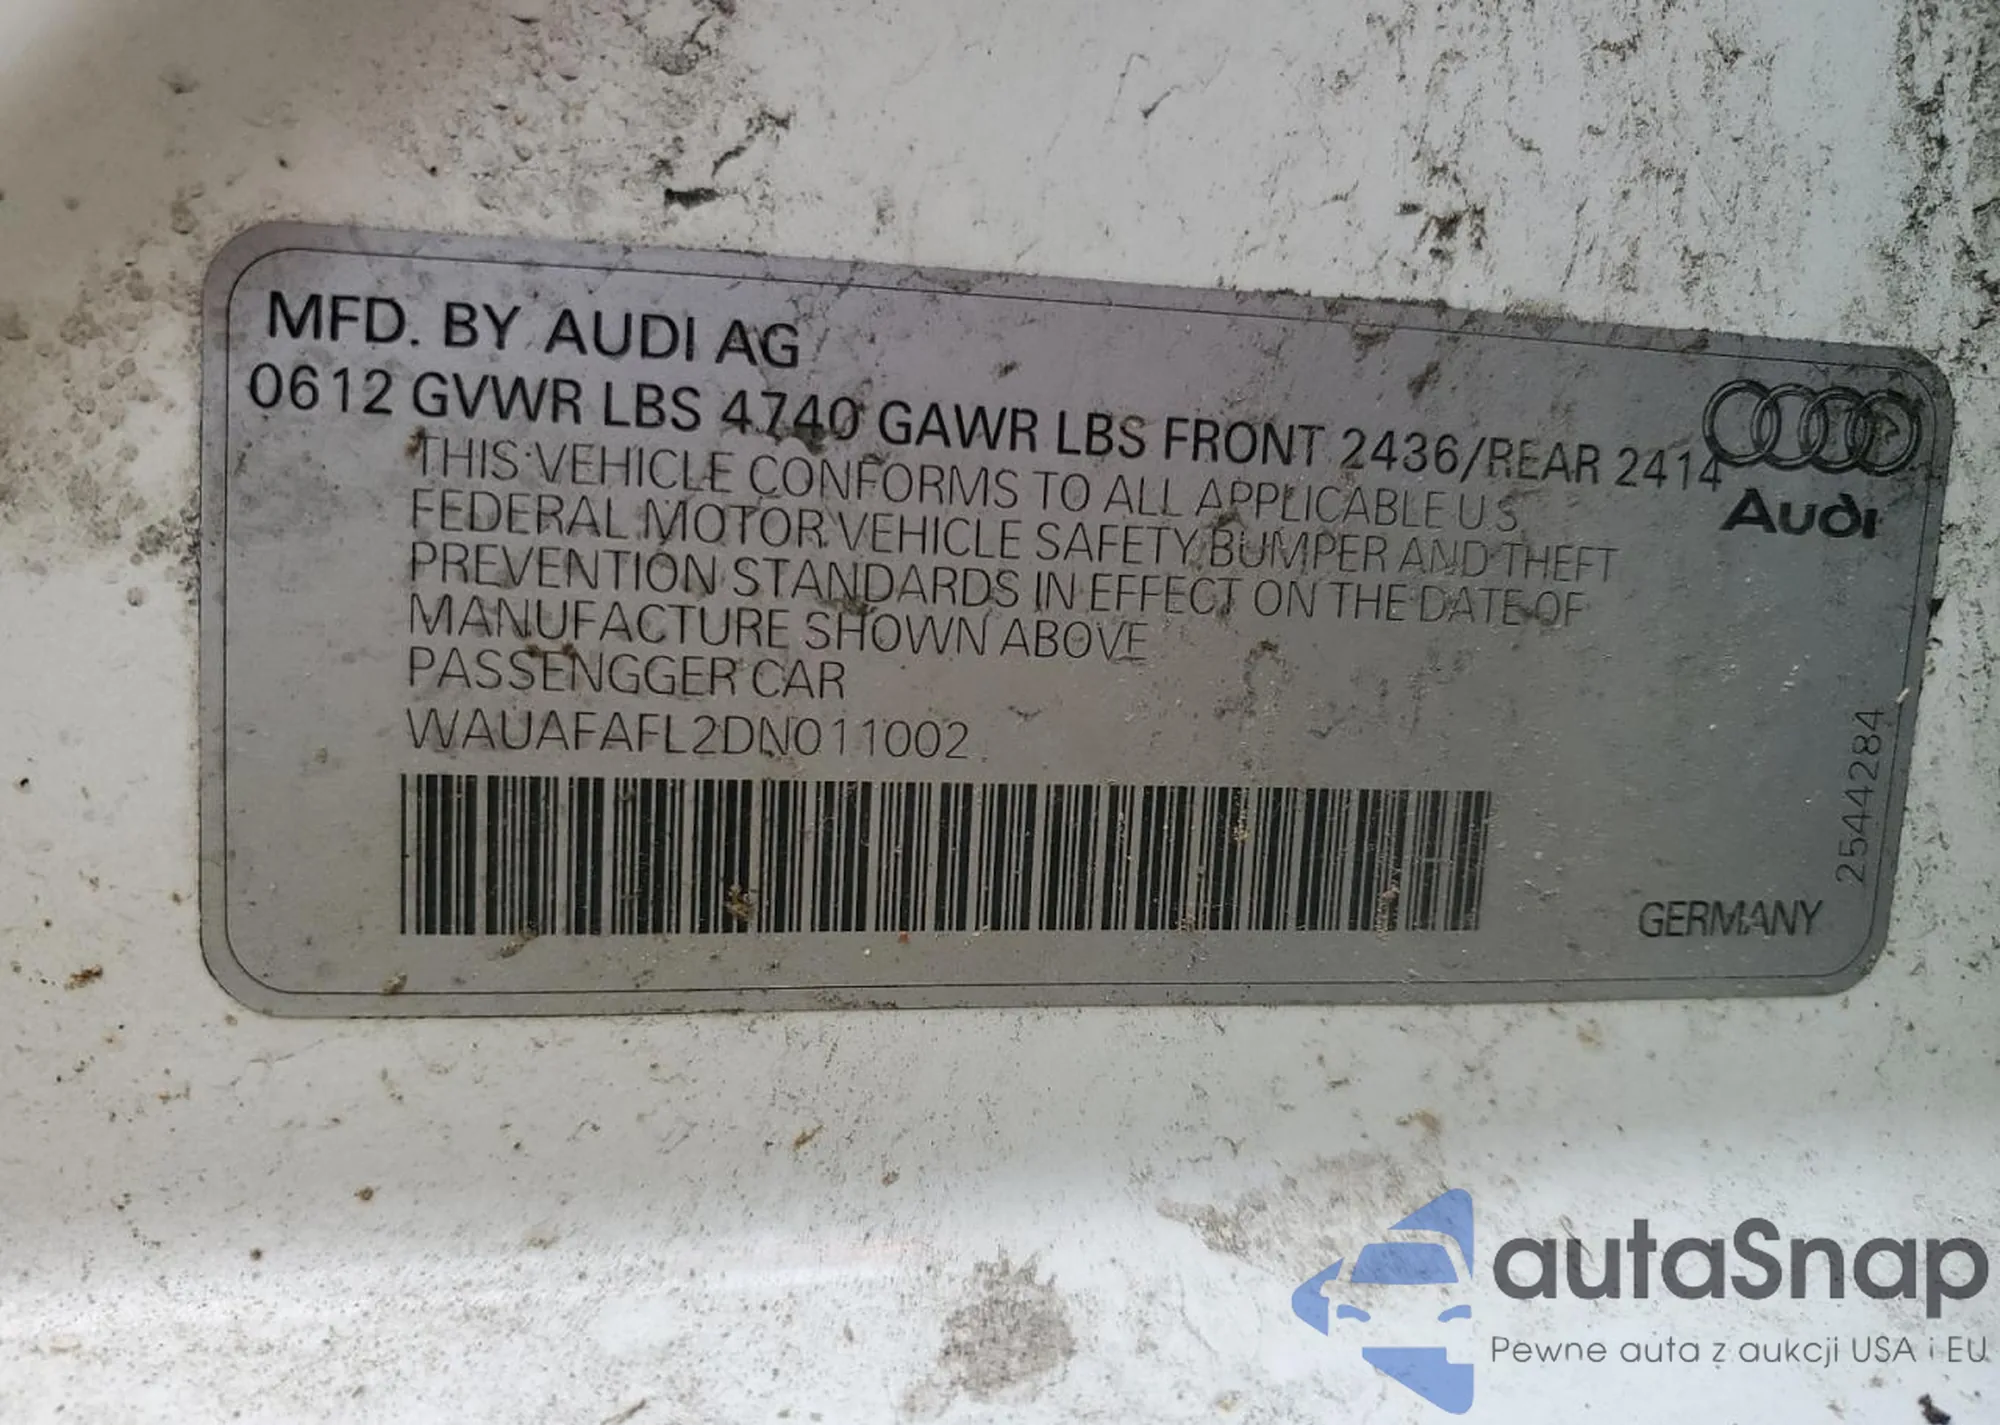 MFD. BY AUDI AG
0612 GVWR LBS 4740 GAWR LBS FRONT 2436/REAR 2414
THIS VEHICLE CONFORMS TO ALL APPLICABLE U.S.
FEDERAL MOTOR VEHICLE SAFETY BUMPER AND THEFT
PREVENTION STANDARDS IN EFFECT ON THE DATE OF
MANUFACTURE SHOWN ABOVE
PASSENGGER CAR
WAUAFAFL2DN011002
Audi
2544284
GERMANY
autaSnap
Pewne auta z aukcji USA i EU